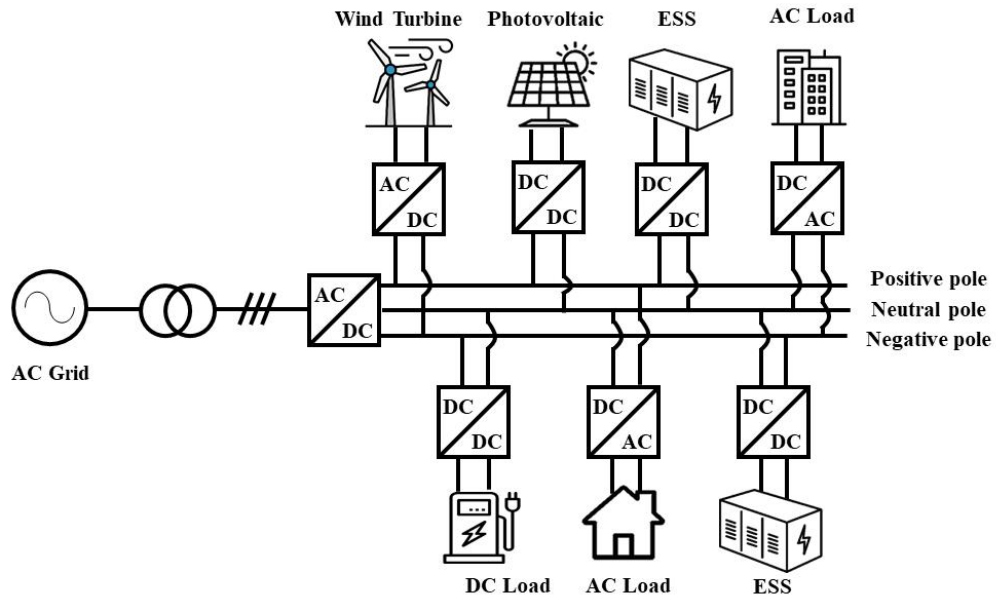 Wind Turbine
Photovoltaic
ESS
AC Load
AC
DC
DC
DC
DC
DC
DC
AC
AC
DC
Positive pole
Neutral pole
Negative pole
AC Grid
DC
DC
DC
AC
DC
DC
DC Load
AC Load
ESS